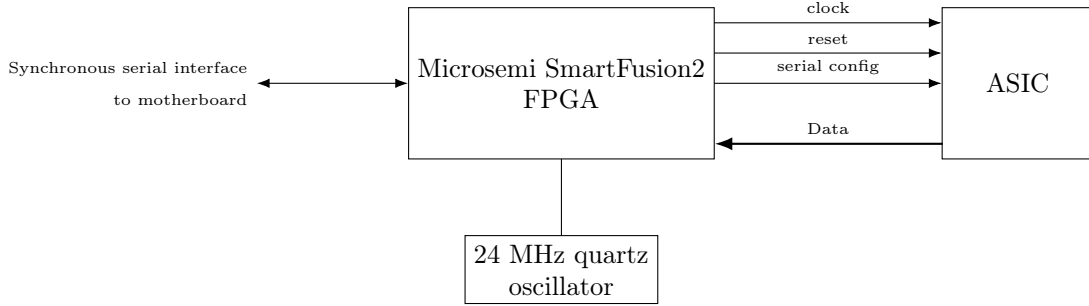 clock
reset
serial config
Data
Synchronous serial interface
to motherboard
Microsemi SmartFusion2
FPGA
ASIC
24 MHz quartz
oscillator